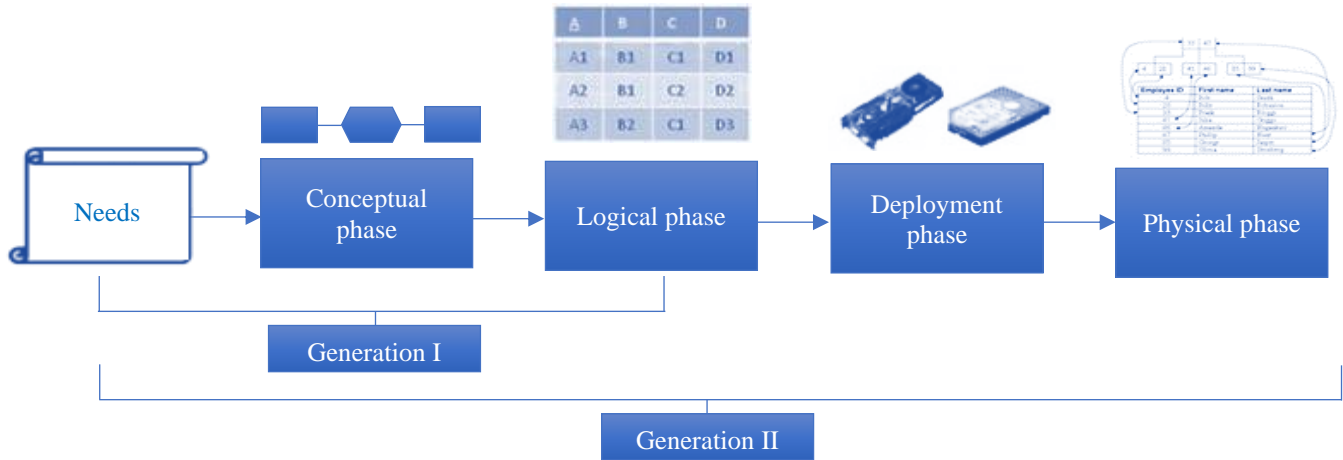 A B C D
A1 B1 C1 D1
A2 B1 C2 D2
A3 B2 C1 D3
Employee ID First name Last name
Needs
Conceptual
phase
Logical phase
Deployment
phase
Physical phase
Generation I
Generation II